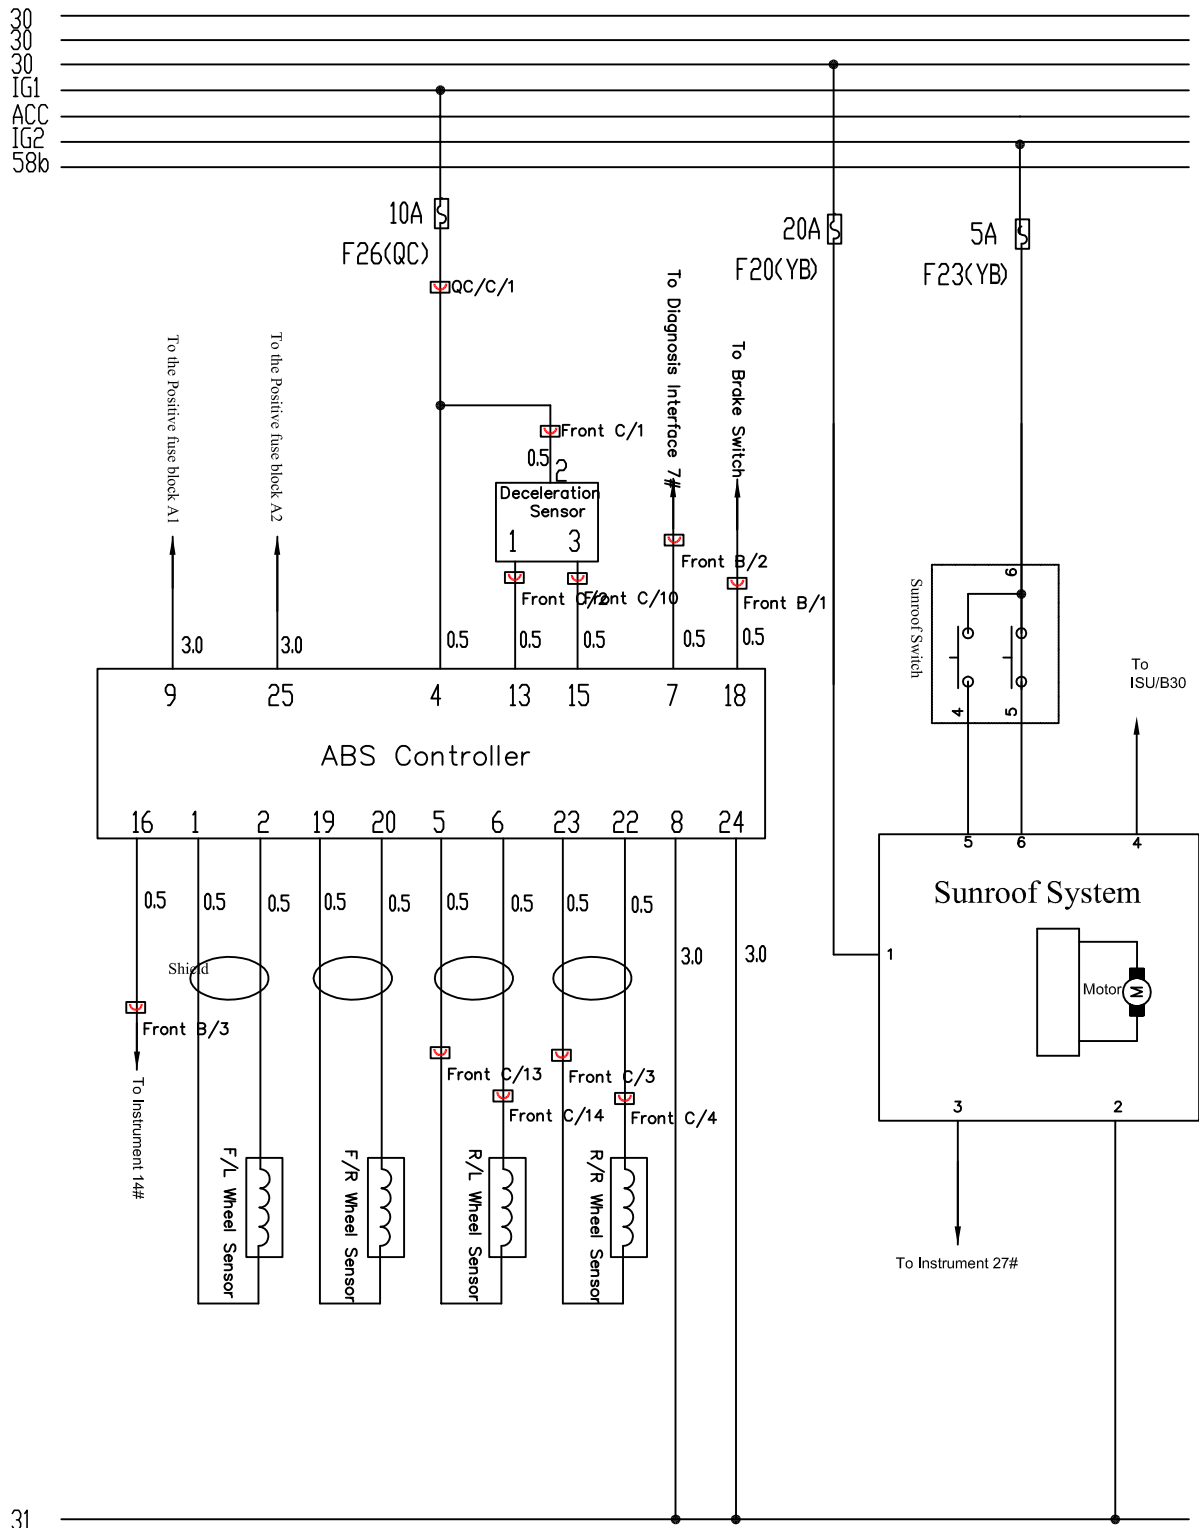 30
30
30
IG1
ACC
IG2
58b
10A
F26(QC)
QC/C/1
20A
F20(YB)
5A
F23(YB)
To the Positive fuse block A1
To the Positive fuse block A2
To Diagnosis Interface 7#
To Brake Switch
Front C/1
0.5
2
Deceleration
Sensor
1 3
Front C/2
Front C/10
Front B/2
Front B/1
3.0 3.0 0.5 0.5 0.5 0.5 0.5
9 25 4 13 15 7 18
ABS Controller
16 1 2 19 20 5 6 23 22 8 24
0.5 0.5 0.5 0.5 0.5 0.5 0.5 0.5 0.5
3.0 3.0
Shield
Front B/3
To Instrument 14#
Front C/13
Front C/14
Front C/3
Front C/4
F/L Wheel Sensor
F/R Wheel Sensor
R/L Wheel Sensor
R/R Wheel Sensor
Sunroof Switch
6
4 5
To
ISU/B30
5 6 4
Sunroof System
1
Motor
M
3 2
To Instrument 27#
31